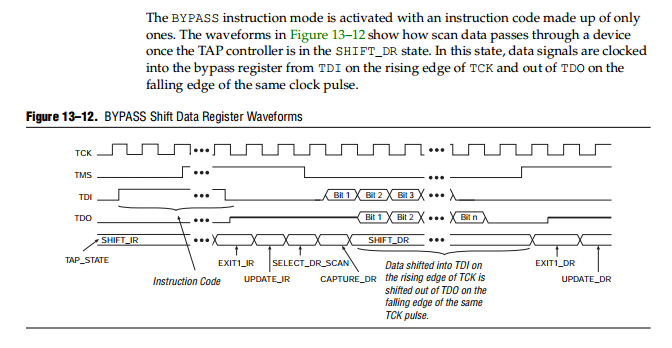 The BYPASS instruction mode is activated with an instruction code made up of only
ones. The waveforms in Figure 13–12 show how scan data passes through a device
once the TAP controller is in the SHIFT_DR state. In this state, data signals are clocked
into the bypass register from TDI on the rising edge of TCK and out of TDO on the
falling edge of the same clock pulse.
Figure 13–12. BYPASS Shift Data Register Waveforms
TCK
TMS
TDI
Bit 1
Bit 2
Bit 3
TDO
Bit 1
Bit 2
Bit n
SHIFT_IR
SHIFT_DR
TAP_STATE
EXIT1_IR
SELECT_DR_SCAN
Data shifted into TDI on
the rising edge of TCK is
shifted out of TDO on the
falling edge of the same
TCK pulse.
EXIT1_DR
Instruction Code
UPDATE_IR
CAPTURE_DR
UPDATE_DR